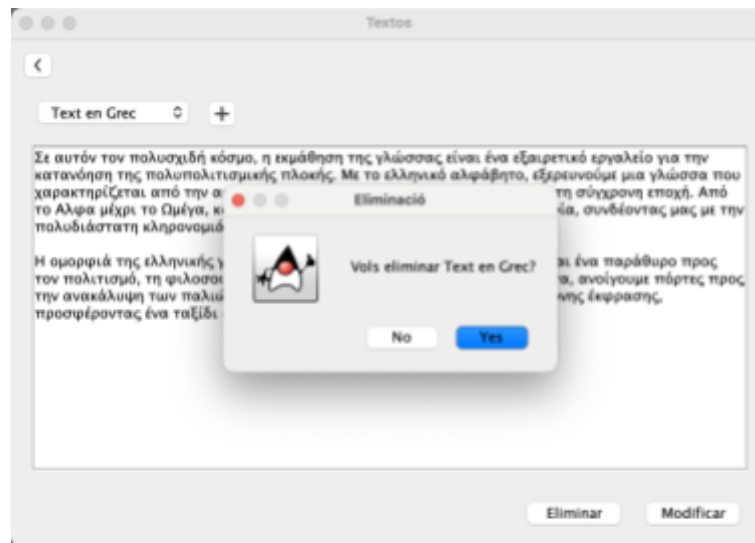 Textos
<
Text en Grec
+
Σε αυτόν τον πολυσχιδή κόσμο, η εκμάθηση της γλώσσας είναι ένα εξαιρετικό εργαλείο για την
κατανόηση της πολυπολιτισμικής πλοκής. Με το ελληνικό αλφάβητο, εξερευνούμε μια γλώσσα που
χαρακτηρίζεται από την α τη σύγχρονη εποχή. Από
το Αλφα μέχρι το Ωμέγα, κ ία, συνδέοντας μας με την
πολυδιάστατη κληρονομιά
Η ομορφιά της ελληνικής γ αι ένα παράθυρο προς
τον πολιτισμό, τη φιλοσο α, ανοίγουμε πόρτες προς
την ανακάλυψη των παλι νης έκφρασης,
προσφέροντας ένα ταξίδι
Eliminació
Vols eliminar Text en Grec?
No
Yes
Eliminar
Modificar